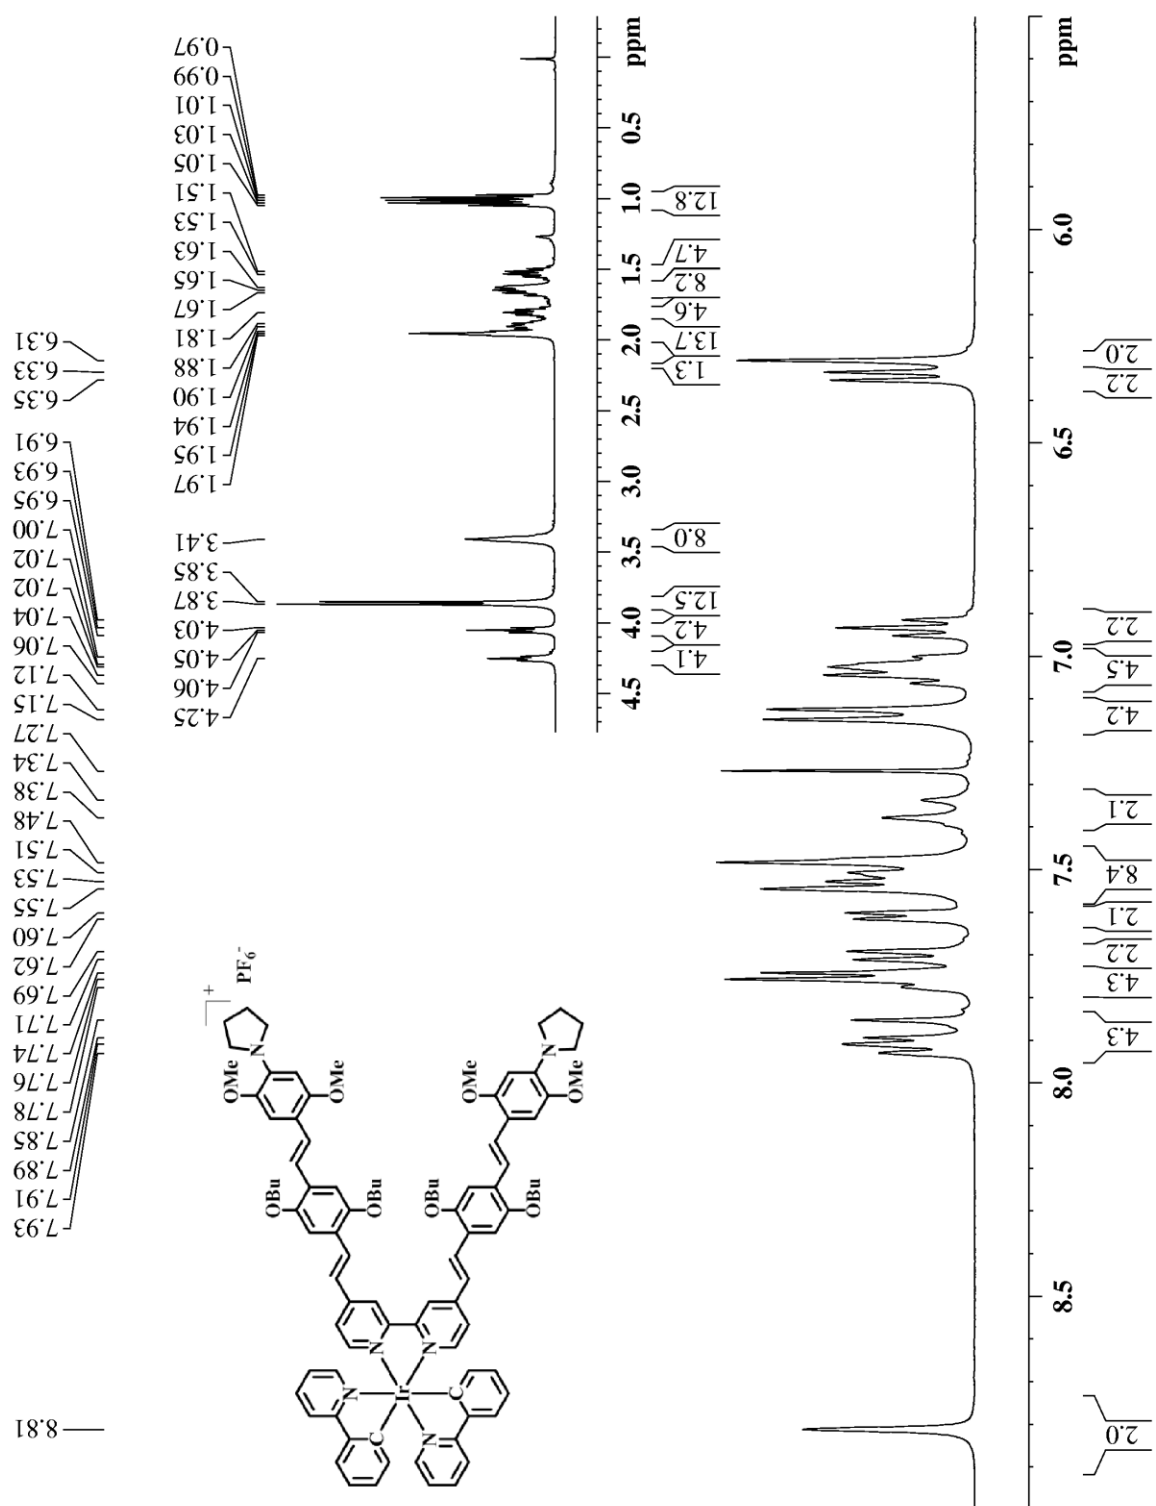 8.81
7.93
7.91
7.89
7.85
7.78
7.76
7.74
7.71
7.69
7.62
7.60
7.55
7.53
7.51
7.48
7.38
7.34
7.27
7.15
7.12
7.06
7.04
7.02
7.02
7.00
6.95
6.93
6.91
6.35
6.33
6.31
4.25
4.06
4.05
4.03
3.87
3.85
3.41
1.97
1.95
1.94
1.90
1.88
1.81
1.67
1.65
1.63
1.53
1.51
1.05
1.03
1.01
0.99
0.97
4.5 4.0 3.5 3.0 2.5 2.0 1.5 1.0 0.5 ppm
4.1 4.2 12.5 8.0 1.3 13.7 4.6 8.2 4.7 12.8
+
PF6-
N
OMe
OMe
OBu
OBu
N
N
Ir
C
N
N
C
OBu
OBu
OMe
OMe
N
8.5 8.0 7.5 7.0 6.5 6.0 ppm
2.0 4.3 4.3 2.2 2.1 8.4 2.1 4.2 4.5 2.2 2.2 2.0